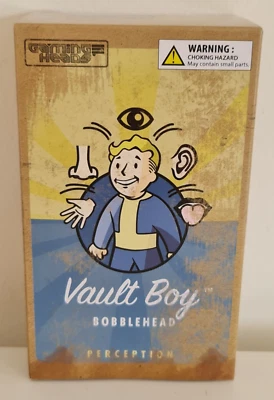 GAMING
HEADS
WARNING :
CHOKING HAZARD
May contain small parts.
Vault Boy™
BOBBLEHEAD
PERCEPTION